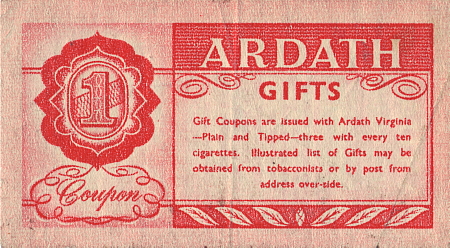 ARDATH
GIFTS
1
Coupon
Gift Coupons are issued with Ardath Virginia
—Plain and Tipped—three with every ten
cigarettes. Illustrated list of Gifts may be
obtained from tobacconists or by post from
address over-side.